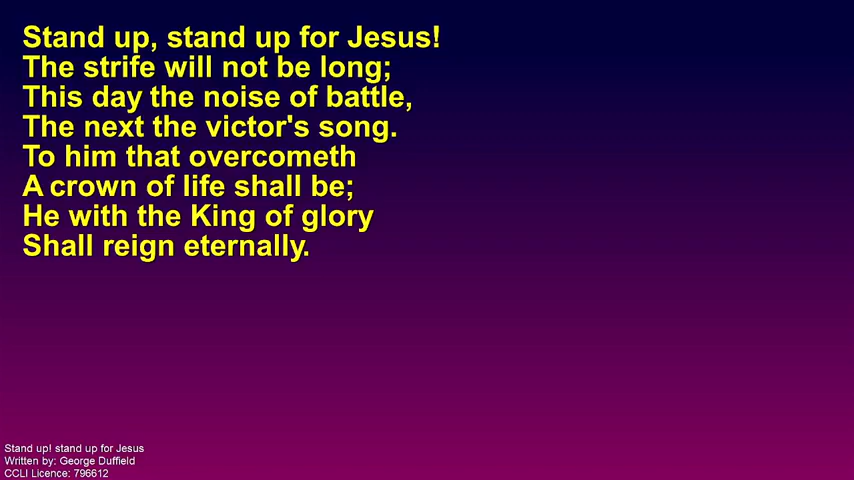 Stand up, stand up for Jesus!
The strife will not be long;
This day the noise of battle,
The next the victor's song.
To him that overcometh
A crown of life shall be;
He with the King of glory
Shall reign eternally.
Stand up! stand up for Jesus
Written by: George Duffield
CCLI Licence: 796612